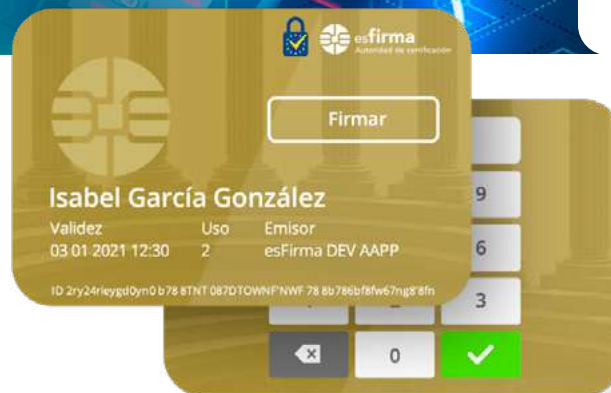 esfirma
Autoridad de certificación
Firmar
Isabel García González
Validez Uso Emisor
03 01 2021 12:30 2 esFirma DEV AAPP
9
6
3
0